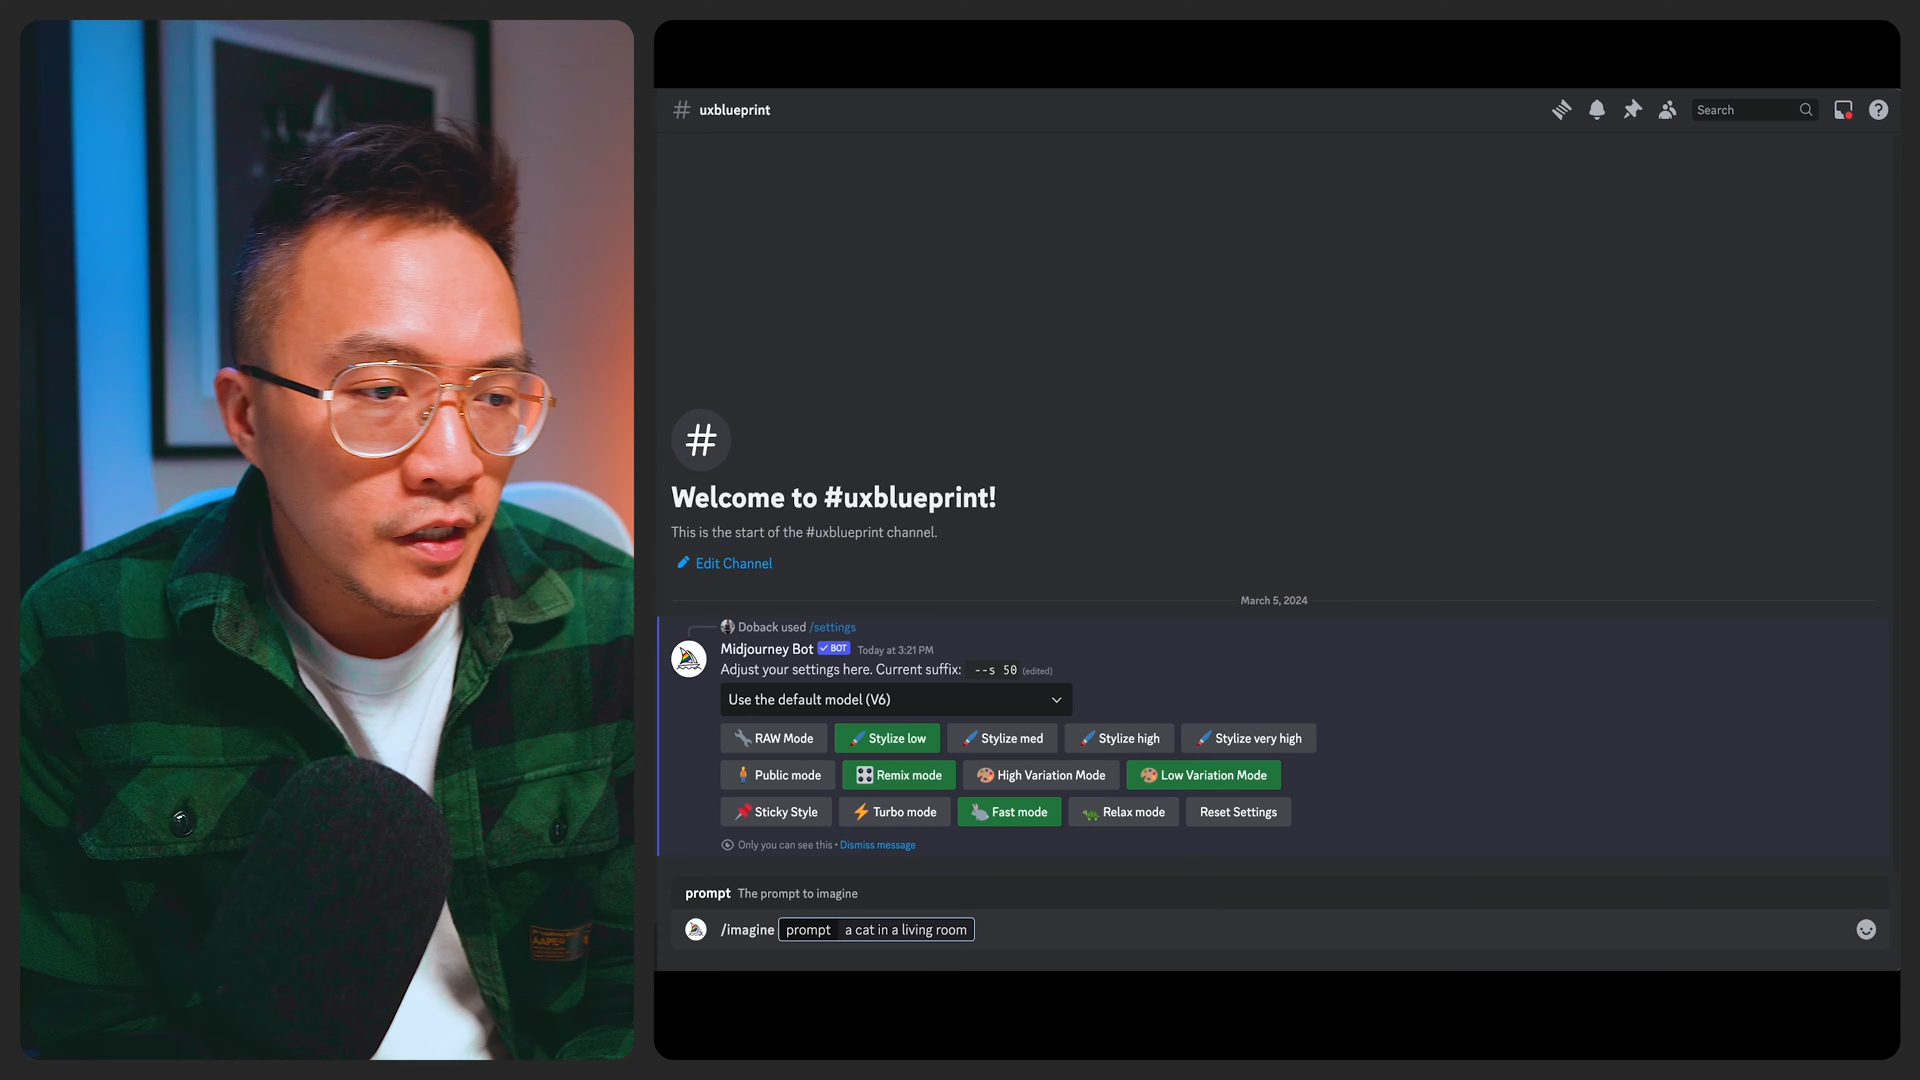 uxblueprint
Search
Welcome to #uxblueprint!
This is the start of the #uxblueprint channel.
Edit Channel
March 5, 2024
Doback used /settings
Midjourney Bot ✓ BOT Today at 3:21 PM
Adjust your settings here. Current suffix: --s 50 (edited)
Use the default model (V6)
RAW Mode Stylize low Stylize med Stylize high Stylize very high
Public mode Remix mode High Variation Mode Low Variation Mode
Sticky Style Turbo mode Fast mode Relax mode Reset Settings
Only you can see this • Dismiss message
prompt The prompt to imagine
/imagine prompt a cat in a living room
AAPE